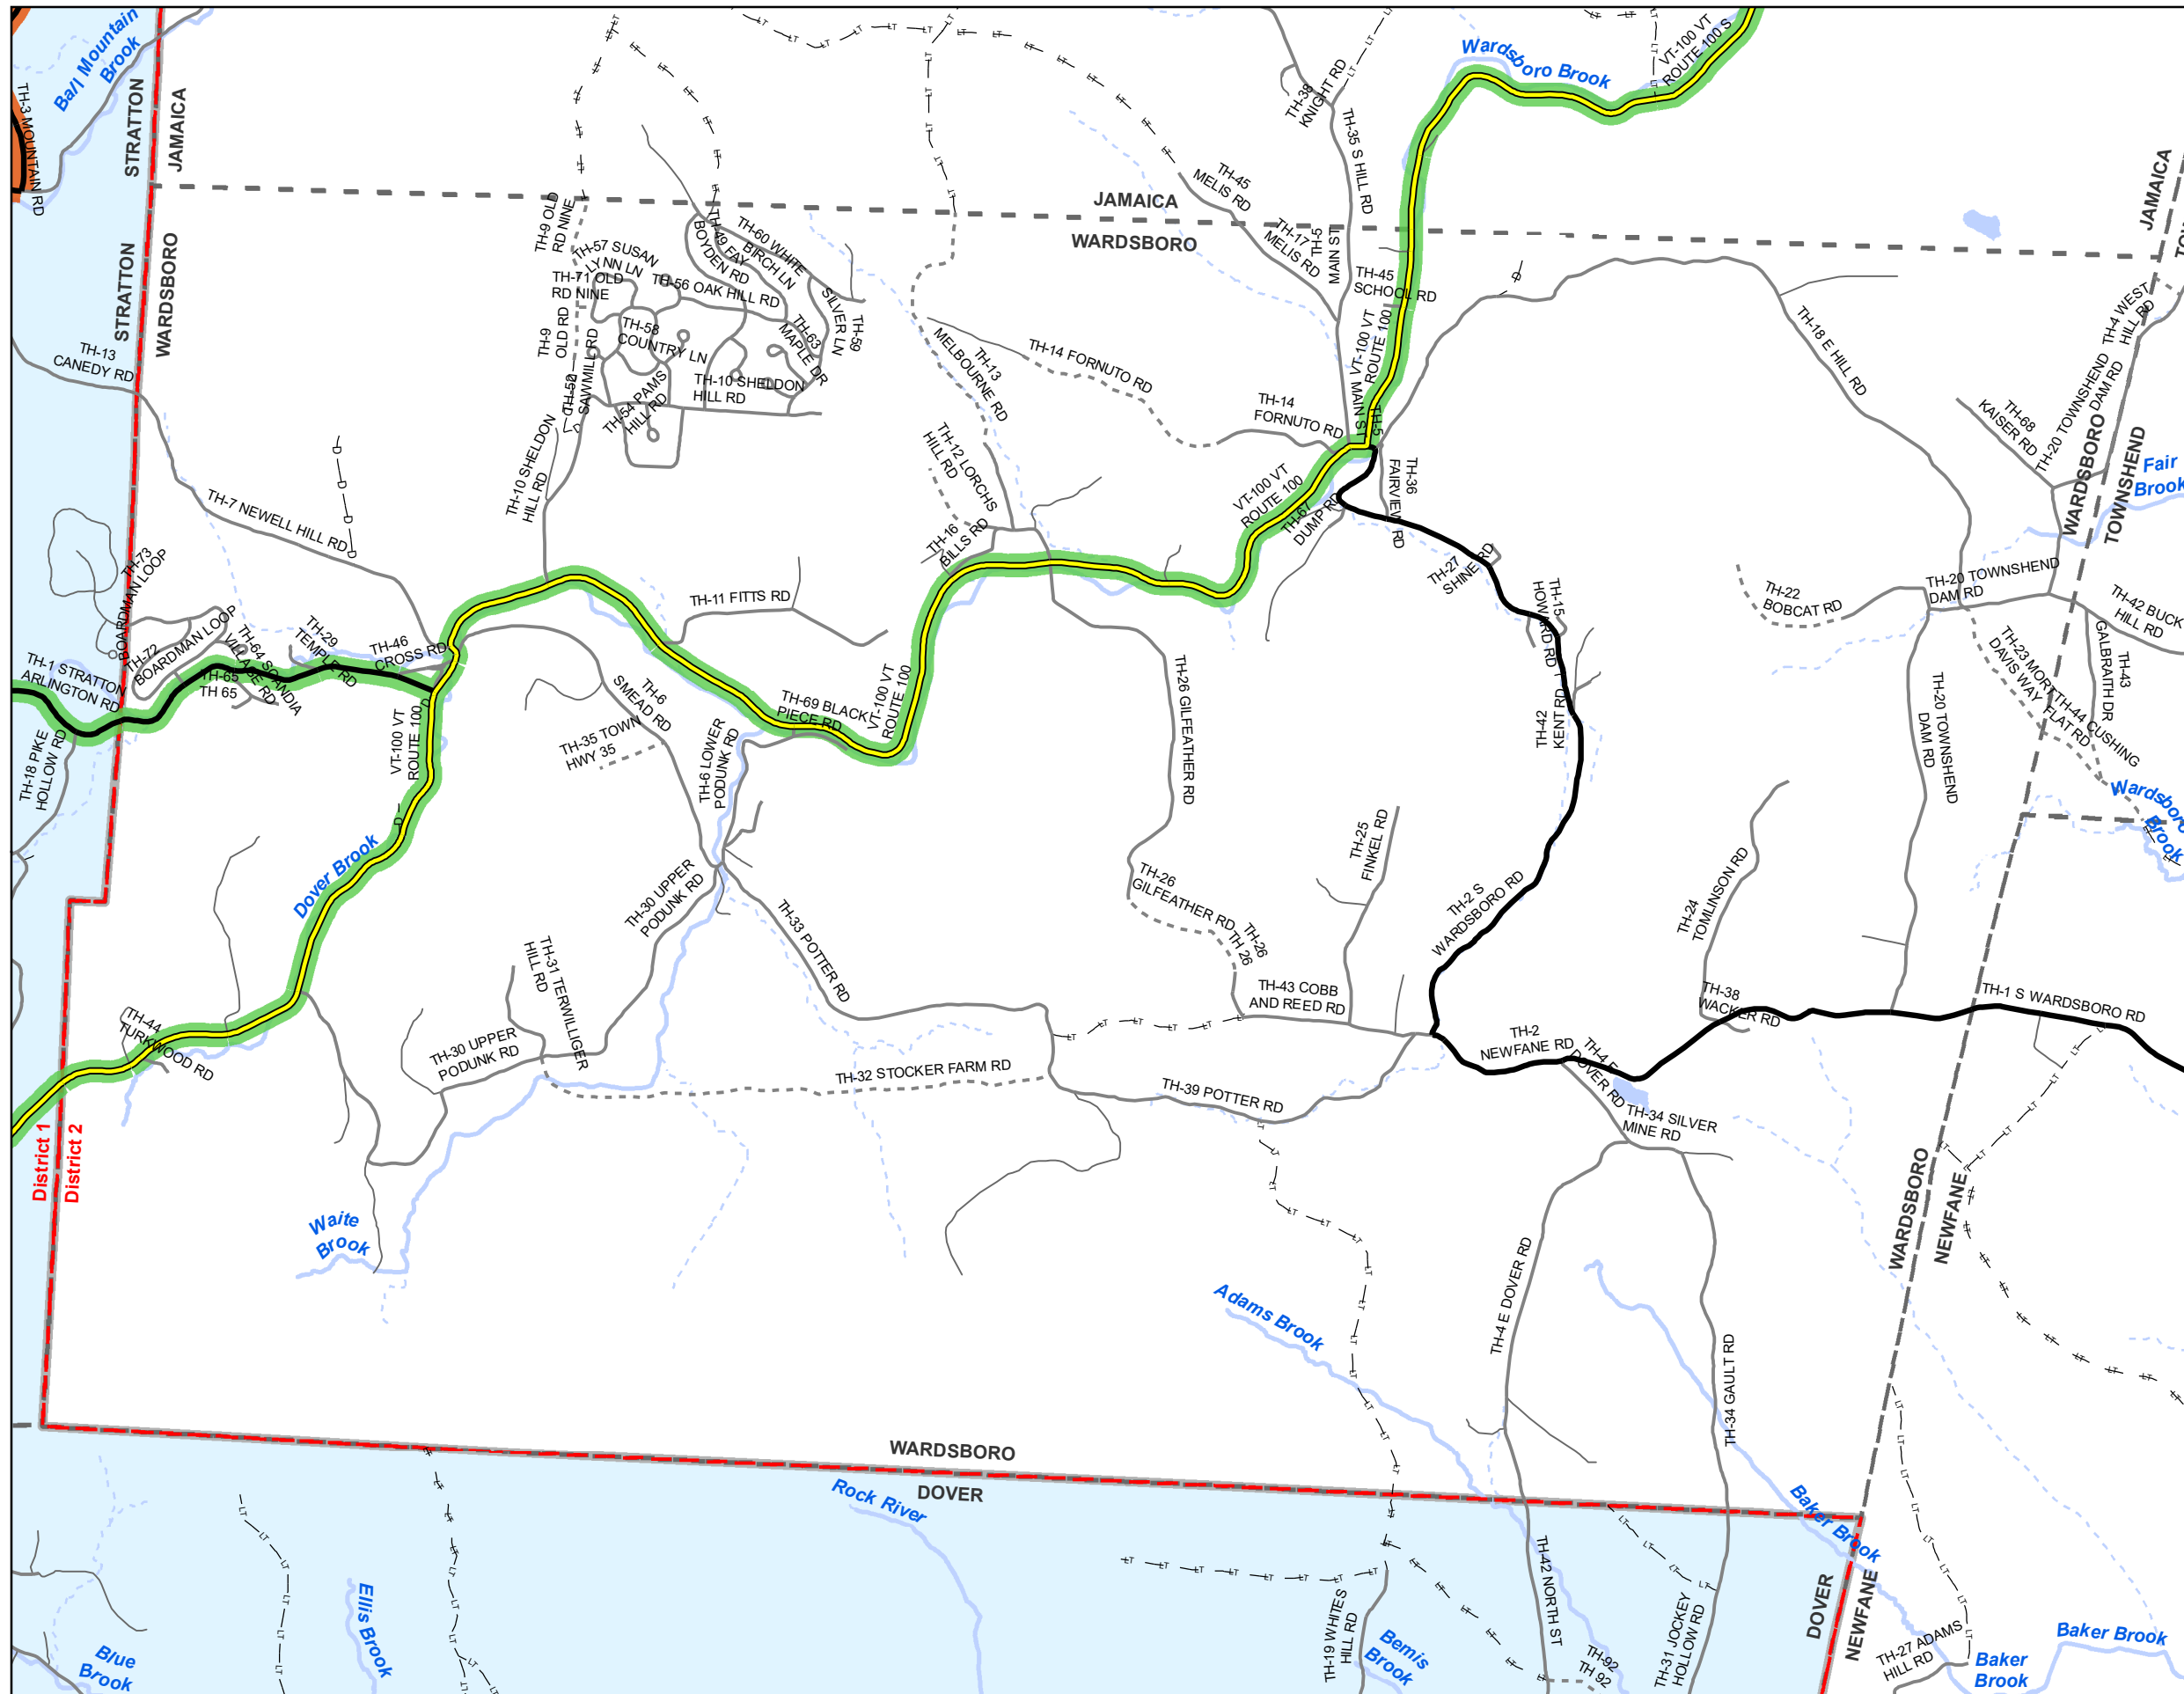 Ball Mountain
Brook
TH-3 MOUNTAIN RD
STRATTON
JAMAICA
STRATTON
WARDSBORO
TH-13
CANEDY RD
TH-9 OLD
RD NINE
TH-57 SUSAN
LYNN LN
TH-71 OLD
RD NINE
TH-49 FAY
BOYDEN RD
TH-60 WHITE
BIRCH LN
TH-56 OAK HILL RD
TH-59
SILVER LN
TH-58
COUNTRY LN
TH-63
MAPLE DR
TH-9
OLD RD
TH-52
SAWMILL RD
TH-54 PAMS
HILL RD
TH-10 SHELDON
HILL RD
TH-10 SHELDON
HILL RD
JAMAICA
WARDSBORO
TH-38
KNIGHT RD
TH-35 S HILL RD
Wardsboro Brook
VT-100 VT
ROUTE 100 S
TH-45
MELIS RD
TH-17
MELIS RD
TH-5
MAIN ST
TH-45
SCHOOL RD
VT-100 VT
ROUTE 100
MAIN ST
TH-5
JAMAICA
TH-4 WEST
HILL RD
TH-18 E HILL RD
TH-68
KAISER RD
TH-20 TOWNSHEND
DAM RD
WARDSBORO
TOWNSHEND
Fair
Brook
TH-13
MELBOURNE RD
TH-14 FORNUTO RD
TH-14
FORNUTO RD
TH-12 LORCHS
HILL RD
TH-16
BILLS RD
VT-100 VT
ROUTE 100
TH-67
DUMP RD
TH-36
FAIRVIEW RD
TH-27
SHINE RD
TH-15
HOWARD RD
TH-42
KENT RD
TH-22
BOBCAT RD
TH-20 TOWNSHEND
DAM RD
TH-42 BUCK
HILL RD
TH-43
GALBRAITH DR
TH-23 MORT
DAVIS WAY
TH-44 CUSHING
FLAT RD
TH-20 TOWNSHEND
DAM RD
Wardsboro
Brook
TH-7 NEWELL HILL RD
TH-73
BOARDMAN LOOP
TH-72
BOARDMAN LOOP
TH-64 SCANDIA
VILLAGE RD
TH-65
TH 65
TH-29
TEMPLE RD
TH-46
CROSS RD
TH-1 STRATTON
ARLINGTON RD
TH-18 PIKE
HOLLOW RD
VT-100 VT
ROUTE 100
TH-11 FITTS RD
TH-6
SMEAD RD
TH-35 TOWN
HWY 35
TH-69 BLACK
PIECE RD
VT-100 VT
ROUTE 100
TH-6 LOWER
PODUNK RD
TH-26 GILFEATHER RD
TH-26
GILFEATHER RD
TH-26
TH 26
TH-25
FINKEL RD
TH-43 COBB
AND REED RD
TH-2 S
WARDSBORO RD
TH-24
TOMLINSON RD
TH-38
WACKER RD
TH-1 S WARDSBORO RD
Dover Brook
TH-30 UPPER
PODUNK RD
TH-33 POTTER RD
TH-31 TERWILLIGER
HILL RD
TH-30 UPPER
PODUNK RD
TH-44
TURKWOOD RD
TH-32 STOCKER FARM RD
TH-39 POTTER RD
TH-2
NEWFANE RD
TH-4 E
DOVER RD
TH-34 SILVER
MINE RD
District 1
District 2
Waite
Brook
Adams Brook
TH-4 E DOVER RD
TH-34 GAULT RD
WARDSBORO
NEWFANE
WARDSBORO
DOVER
Rock River
Ellis Brook
Blue
Brook
TH-19 WHITES
HILL RD
Bemis
Brook
TH-42 NORTH ST
TH-92
TH 92
TH-31 JOCKEY
HOLLOW RD
Baker Brook
DOVER
NEWFANE
TH-27 ADAMS
HILL RD
Baker
Brook
Baker Brook